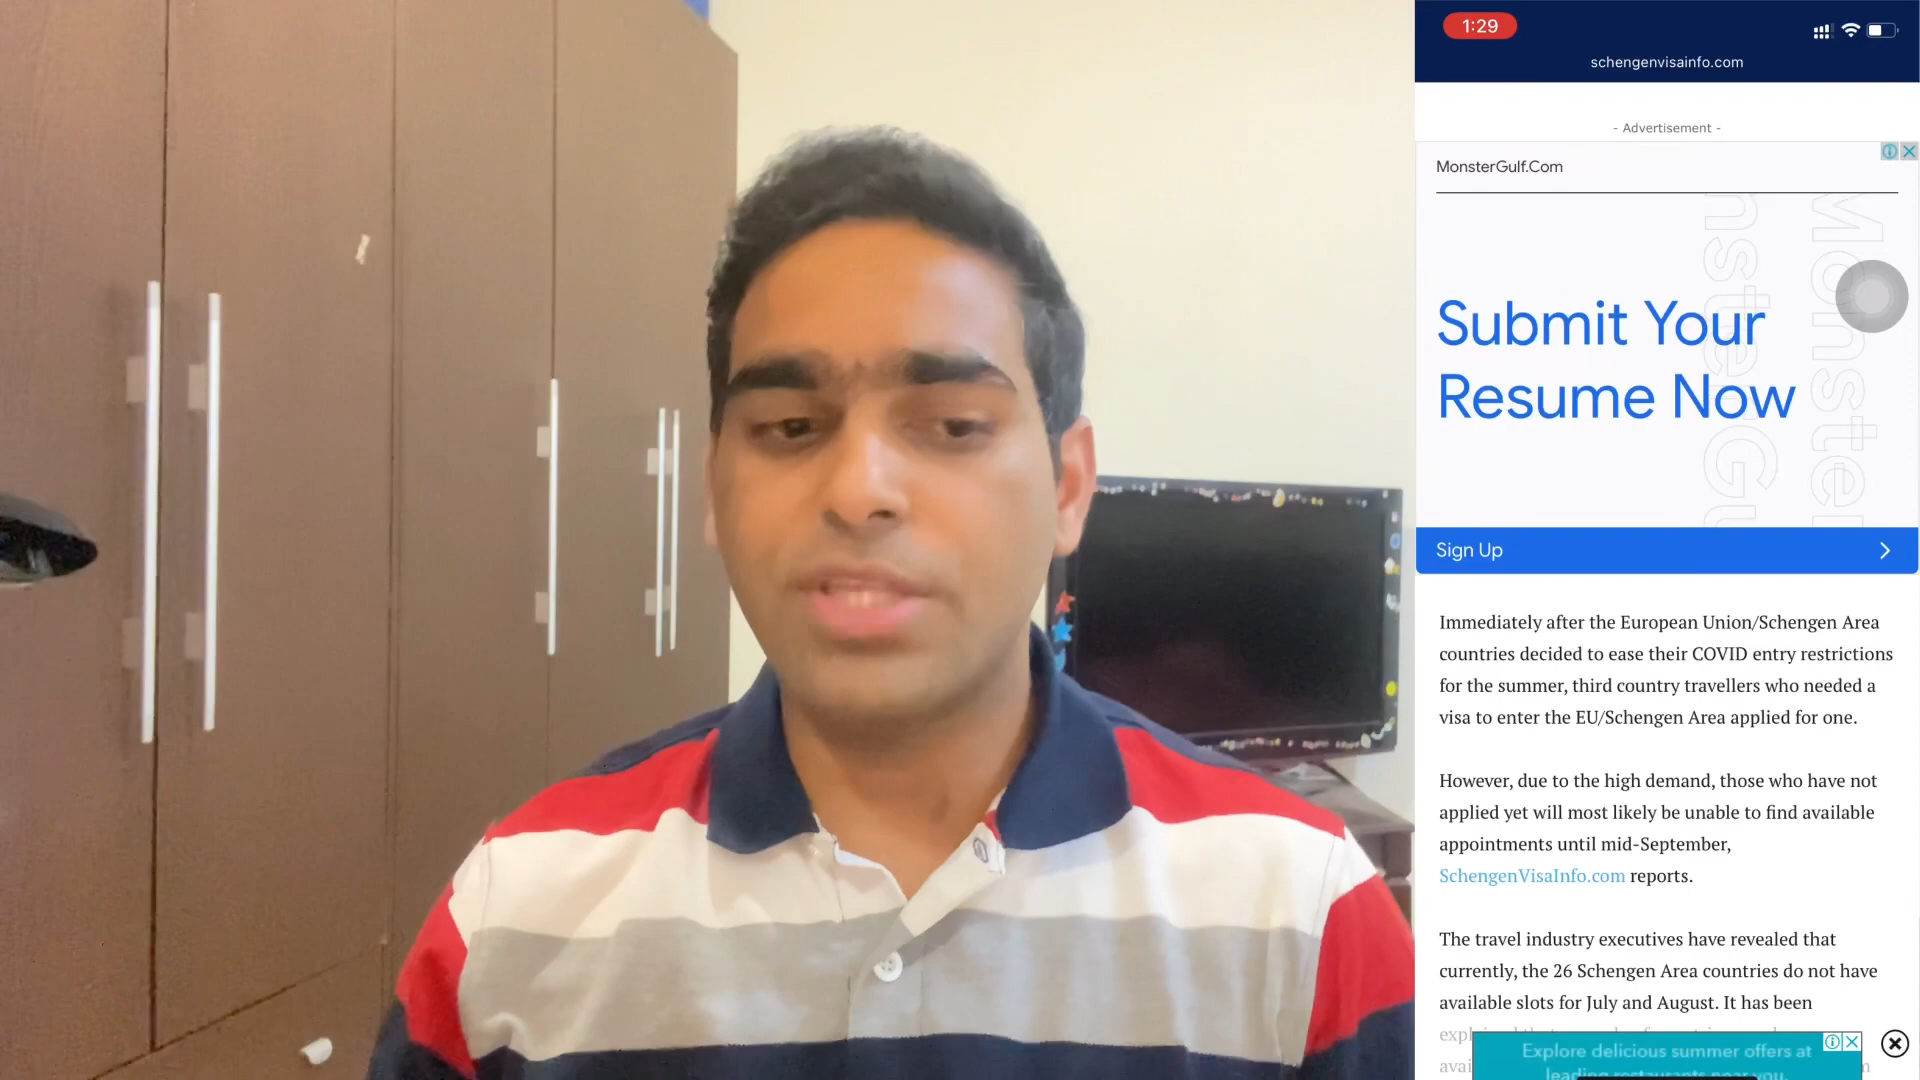 1:29
schengenvisainfo.com
- Advertisement -
MonsterGulf.Com
Submit Your
Resume Now
Sign Up
Immediately after the European Union/Schengen Area
countries decided to ease their COVID entry restrictions
for the summer, third country travellers who needed a
visa to enter the EU/Schengen Area applied for one.
However, due to the high demand, those who have not
applied yet will most likely be unable to find available
appointments until mid-September,
SchengenVisaInfo.com reports.
The travel industry executives have revealed that
currently, the 26 Schengen Area countries do not have
available slots for July and August. It has been
Explore delicious summer offers at
leading restaurants near you.